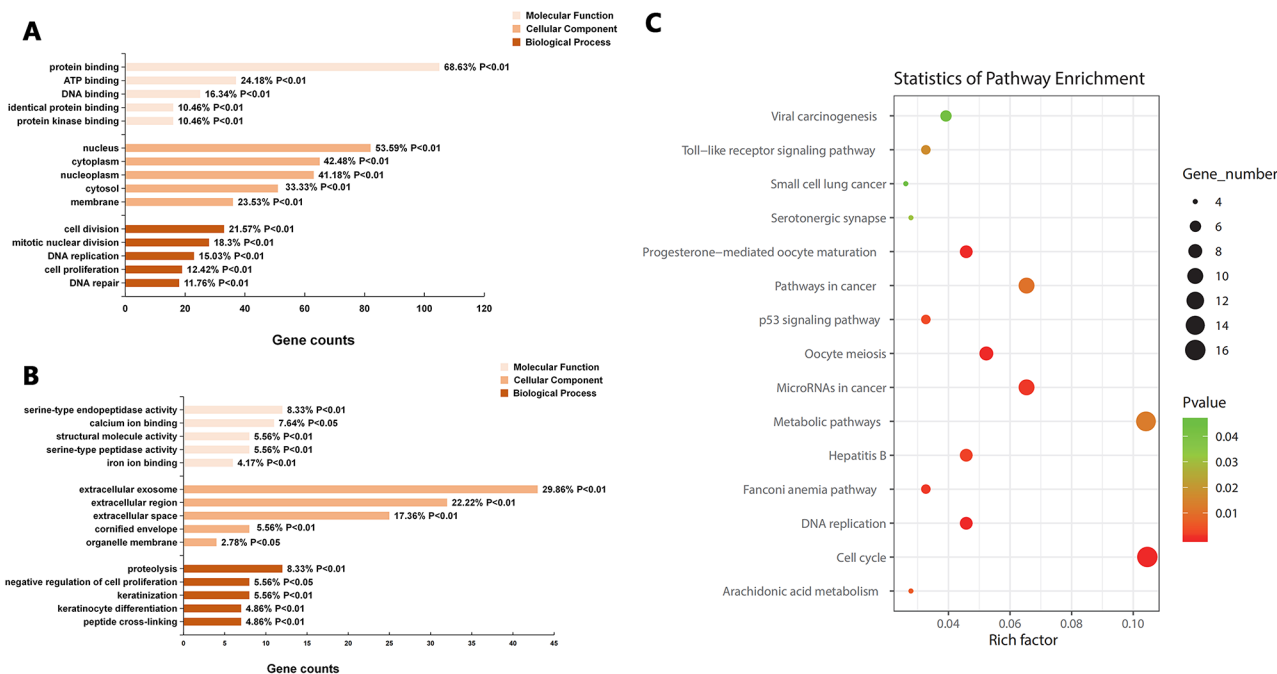 A
Molecular Function
Cellular Component
Biological Process
protein binding 68.63% P<0.01
ATP binding 24.18% P<0.01
DNA binding 16.34% P<0.01
identical protein binding 10.46% P<0.01
protein kinase binding 10.46% P<0.01
nucleus 53.59% P<0.01
cytoplasm 42.48% P<0.01
nucleoplasm 41.18% P<0.01
cytosol 33.33% P<0.01
membrane 23.53% P<0.01
cell division 21.57% P<0.01
mitotic nuclear division 18.3% P<0.01
DNA replication 15.03% P<0.01
cell proliferation 12.42% P<0.01
DNA repair 11.76% P<0.01
0 20 40 60 80 100 120
Gene counts
B
Molecular Function
Cellular Component
Biological Process
serine-type endopeptidase activity 8.33% P<0.01
calcium ion binding 7.64% P<0.05
structural molecule activity 5.56% P<0.01
serine-type peptidase activity 5.56% P<0.01
iron ion binding 4.17% P<0.01
extracellular exosome 29.86% P<0.01
extracellular region 22.22% P<0.01
extracellular space 17.36% P<0.01
cornified envelope 5.56% P<0.01
organelle membrane 2.78% P<0.05
proteolysis 8.33% P<0.01
negative regulation of cell proliferation 5.56% P<0.05
keratinization 5.56% P<0.01
keratinocyte differentiation 4.86% P<0.01
peptide cross-linking 4.86% P<0.01
0 5 10 15 20 25 30 35 40 45
Gene counts
C
Statistics of Pathway Enrichment
Viral carcinogenesis
Toll−like receptor signaling pathway
Small cell lung cancer
Serotonergic synapse
Progesterone−mediated oocyte maturation
Pathways in cancer
p53 signaling pathway
Oocyte meiosis
MicroRNAs in cancer
Metabolic pathways
Hepatitis B
Fanconi anemia pathway
DNA replication
Cell cycle
Arachidonic acid metabolism
0.04 0.06 0.08 0.10
Rich factor
Gene_number
4
6
8
10
12
14
16
Pvalue
0.04
0.03
0.02
0.01